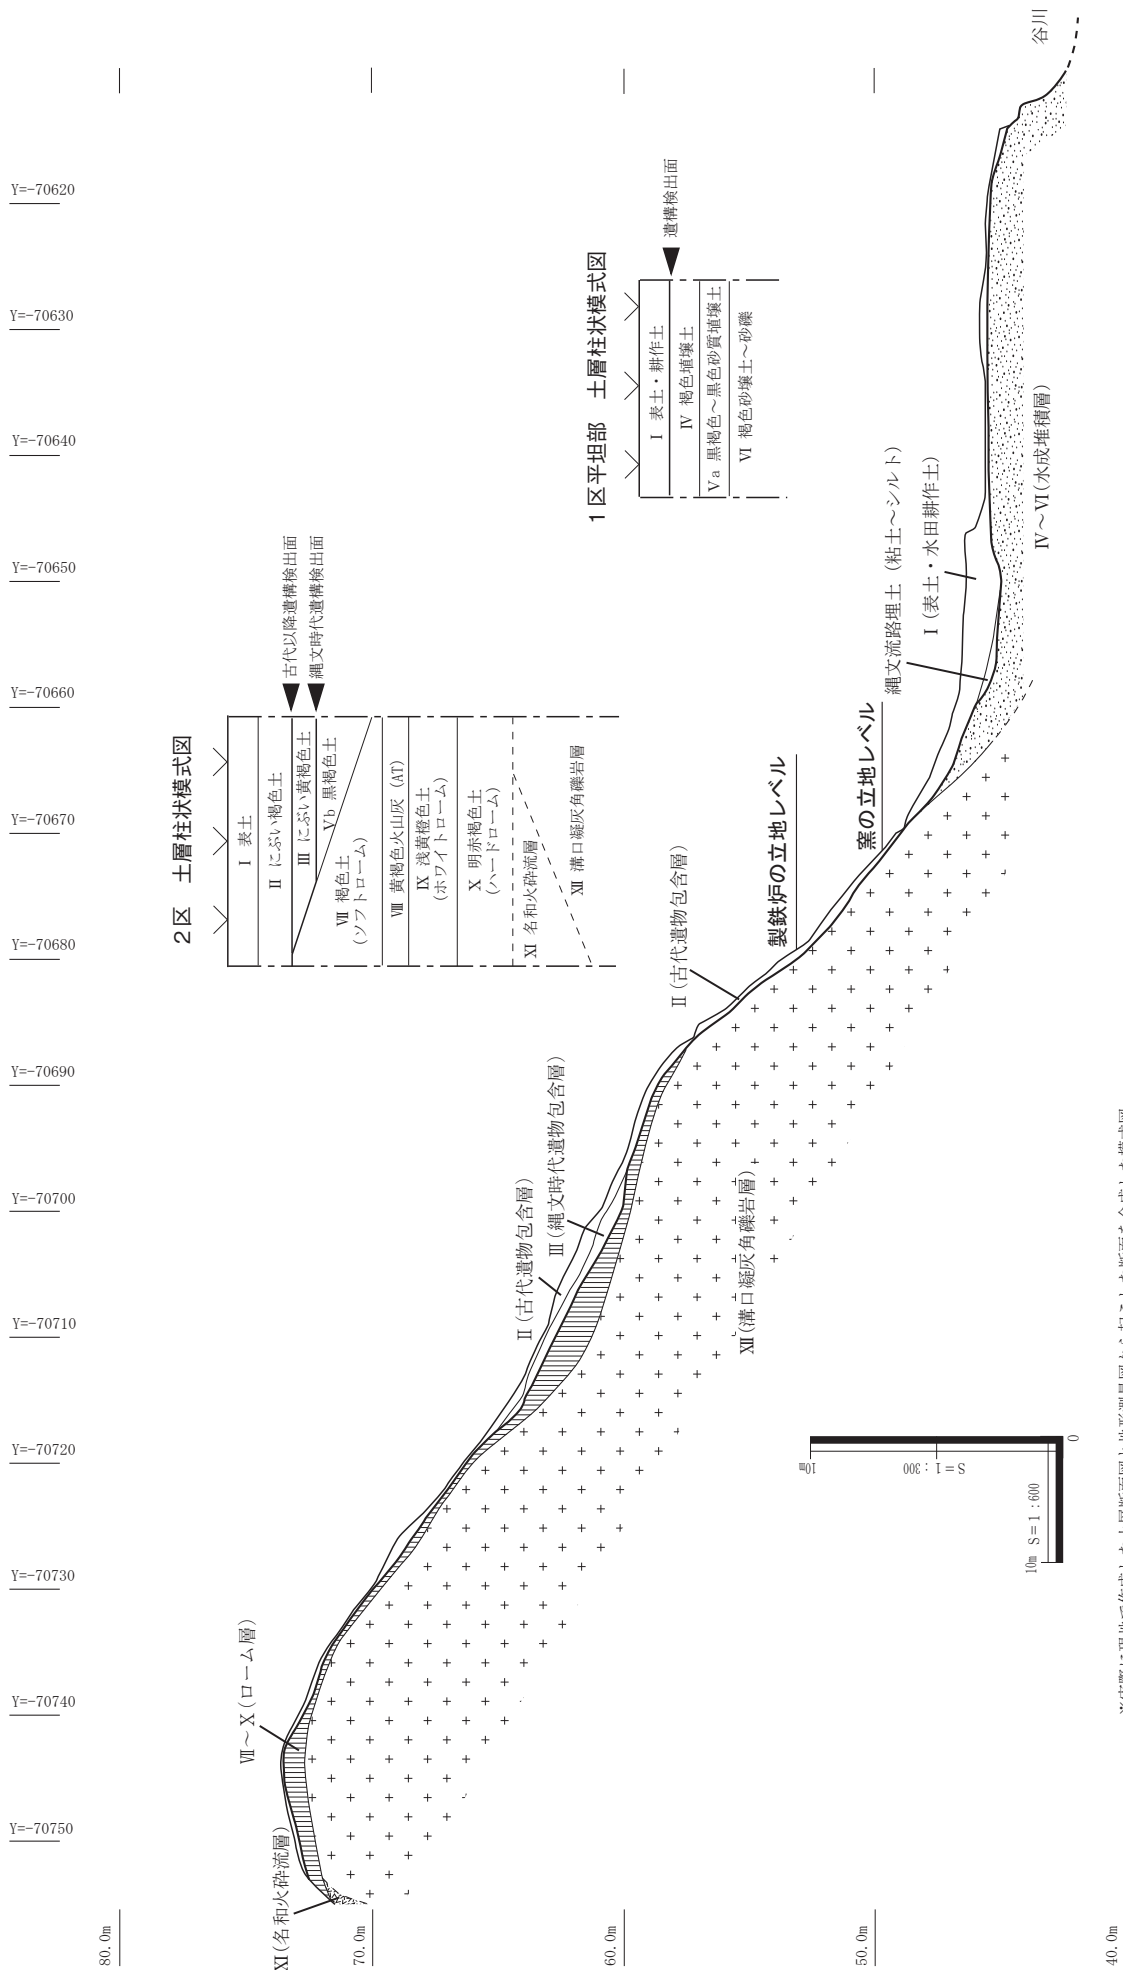 谷川
Y=-70620
Y=-70630
Y=-70640
Y=-70650
Y=-70660
Y=-70670
Y=-70680
Y=-70690
Y=-70700
Y=-70710
Y=-70720
Y=-70730
Y=-70740
Y=-70750
80.0m
70.0m
60.0m
50.0m
40.0m
1区平坦部 土層柱状模式図
Ⅰ 表土・耕作土
Ⅳ 褐色埴壌土
Ⅴa 黒褐色～黒色砂質埴壌土
Ⅵ 褐色砂壌土～砂礫
遺構検出面
2区 土層柱状模式図
Ⅰ 表土
Ⅱ にぶい褐色土
Ⅲ にぶい黄褐色土
Ⅴb 黒褐色土
Ⅶ 褐色土
(ソフトローム)
Ⅷ 黄褐色火山灰 (AT)
Ⅸ 浅黄橙色土
(ホワイトローム)
Ⅹ 明赤褐色土
(ハードローム)
Ⅺ 名和火砕流層
Ⅻ 溝口凝灰角礫岩層
古代以降遺構検出面
縄文時代遺構検出面
Ⅳ～Ⅵ(水成堆積層)
Ⅰ(表土・水田耕作土)
縄文流路埋土 (粘土～シルト)
窯の立地レベル
製鉄炉の立地レベル
Ⅱ(古代遺物包含層)
Ⅲ(縄文時代遺物包含層)
Ⅱ(古代遺物包含層)
Ⅻ(溝口凝灰角礫岩層)
Ⅶ～Ⅹ(ローム層)
Ⅺ(名和火砕流層)
10m
S=1:300
0
10m S=1:600